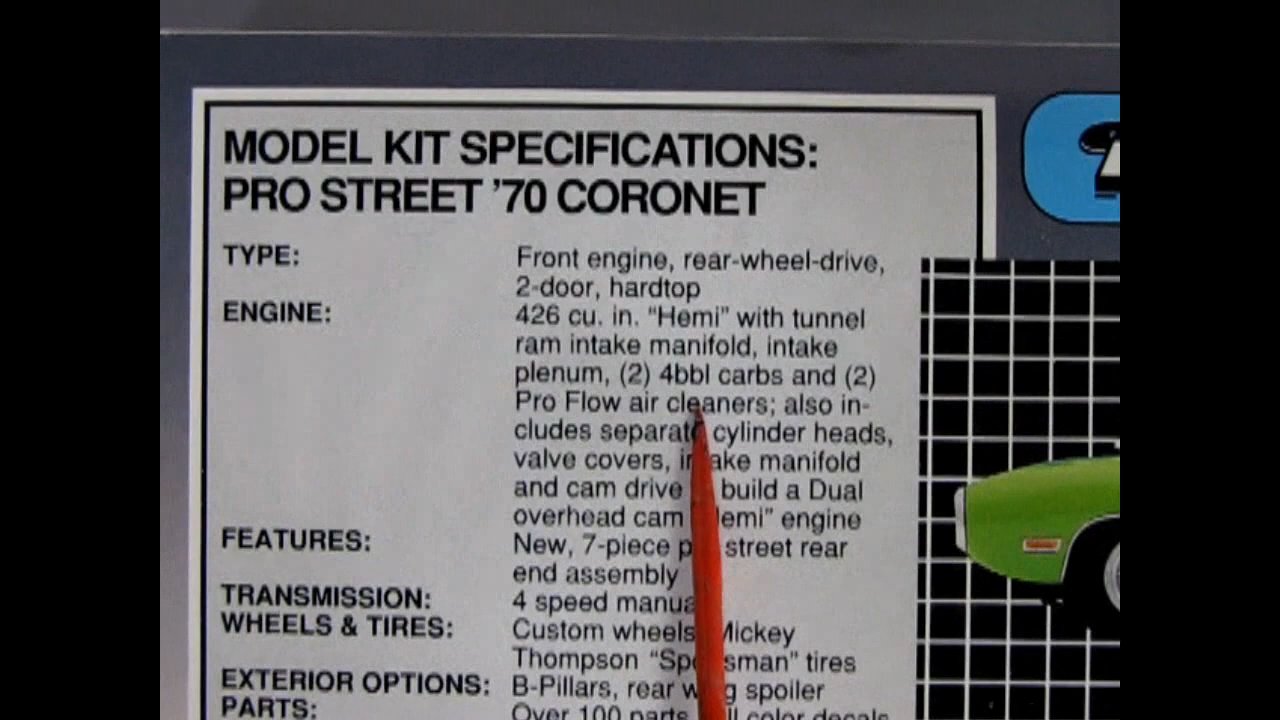 MODEL KIT SPECIFICATIONS:
PRO STREET '70 CORONET
TYPE: Front engine, rear-wheel-drive,
2-door, hardtop
ENGINE: 426 cu. in. “Hemi” with tunnel
ram intake manifold, intake
plenum, (2) 4bbl carbs and (2)
Pro Flow air cleaners; also in-
cludes separate cylinder heads,
valve covers, intake manifold
and cam drive build a Dual
overhead cam “Hemi” engine
FEATURES: New, 7-piece street rear
end assembly
TRANSMISSION: 4 speed manual
WHEELS & TIRES: Custom wheels, Mickey
Thompson “Sportsman” tires
EXTERIOR OPTIONS: B-Pillars, rear wing spoiler
PARTS: Over 100 parts, color decals